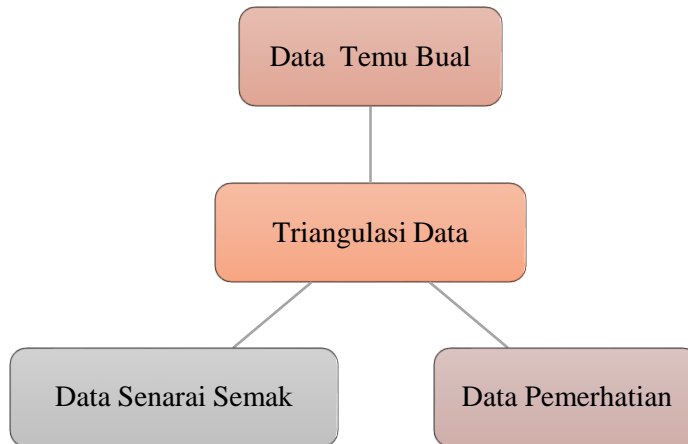 Data Temu Bual
Triangulasi Data
Data Senarai Semak
Data Pemerhatian